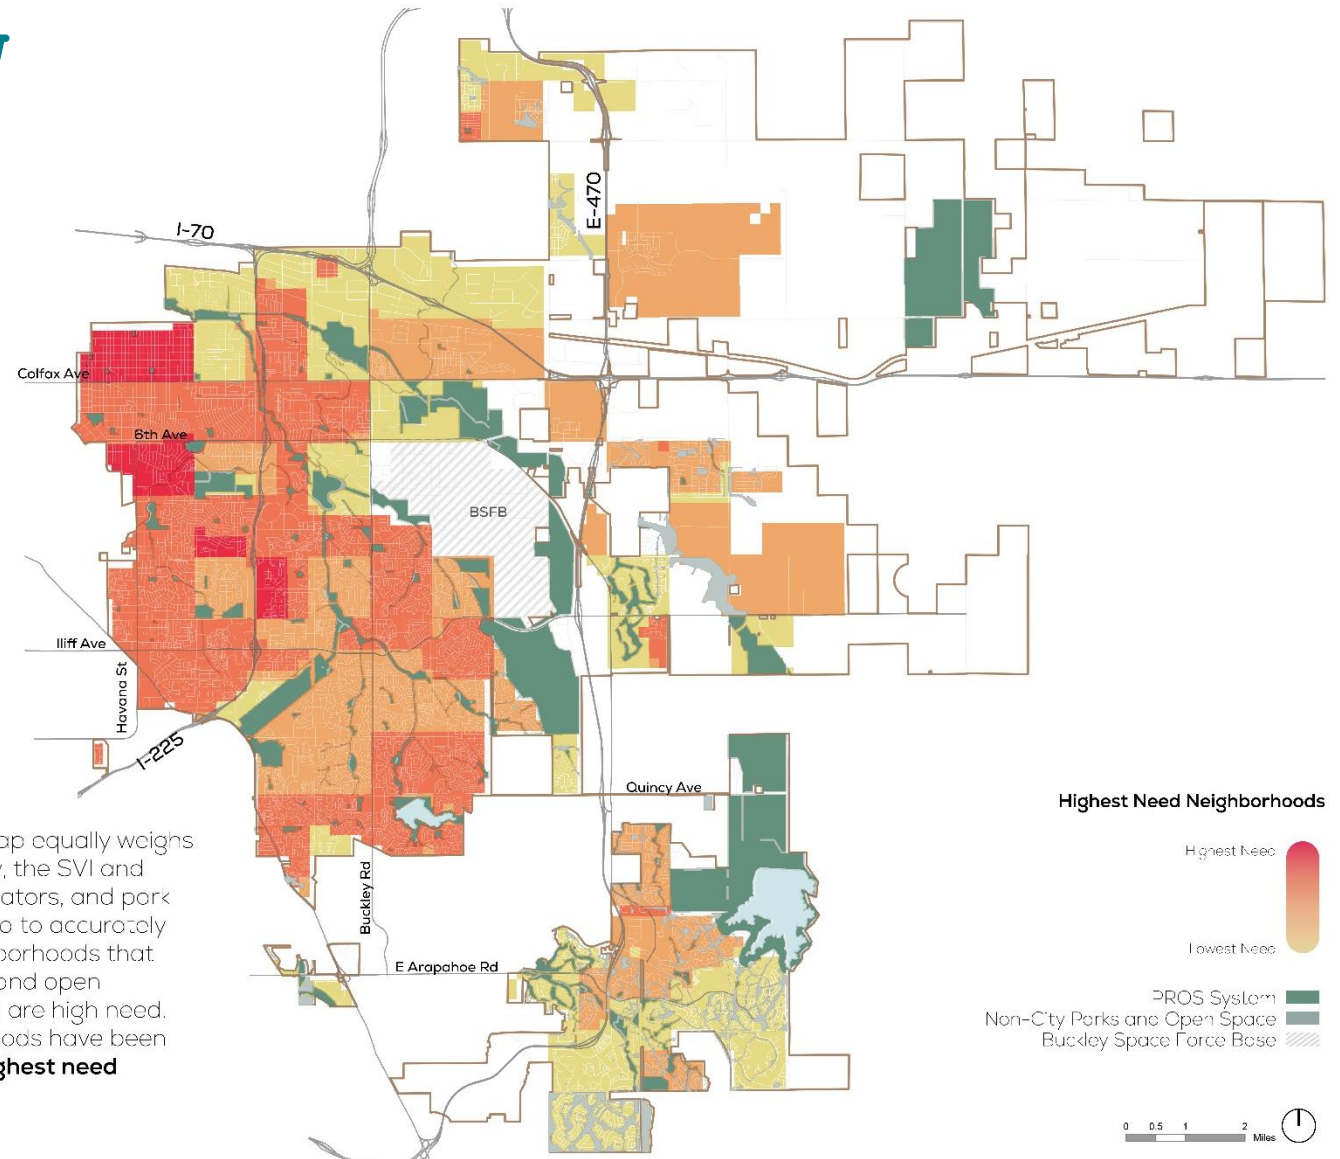 I-70
E-470
Colfax Ave
6th Ave
BSFB
Iliff Ave
Havana St
I-225
Quincy Ave
Buckley Rd
E Arapahoe Rd
ap equally weighs
, the SVI and
ators, and park
o to accurately
borhoods that
and open
are high need.
ods have been
ghest need
Highest Need Neighborhoods
Highest Need
Lowest Need
PROS System
Non-City Parks and Open Space
Buckley Space Force Base
0 0.5 1 2 Miles